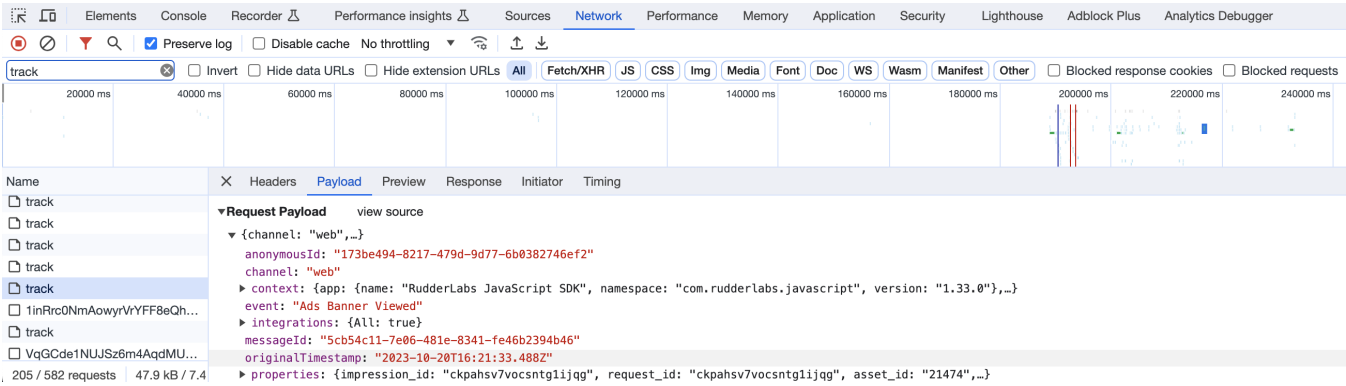 Elements Console Recorder Performance insights Sources Network Performance Memory Application Security Lighthouse Adblock Plus Analytics Debugger
Preserve log Disable cache No throttling
track Invert Hide data URLs Hide extension URLs All Fetch/XHR JS CSS Img Media Font Doc WS Wasm Manifest Other Blocked response cookies Blocked requests
20000 ms 40000 ms 60000 ms 80000 ms 100000 ms 120000 ms 140000 ms 160000 ms 180000 ms 200000 ms 220000 ms 240000 ms
Name Headers Payload Preview Response Initiator Timing
track
track
track
track
track
1inRrc0NmAowyrVrYFF8eQh...
track
VqGCde1NUJSz6m4AqdMU...
205 / 582 requests 47.9 kB / 7.4
Request Payload view source
{channel: "web",…}
anonymousId: "173be494-8217-479d-9d77-6b0382746ef2"
channel: "web"
context: {app: {name: "RudderLabs JavaScript SDK", namespace: "com.rudderlabs.javascript", version: "1.33.0"},…}
event: "Ads Banner Viewed"
integrations: {All: true}
messageId: "5cb54c11-7e06-481e-8341-fe46b2394b46"
originalTimestamp: "2023-10-20T16:21:33.488Z"
properties: {impression_id: "ckpahsv7vocsntg1ijqg", request_id: "ckpahsv7vocsntg1ijqg", asset_id: "21474",…}